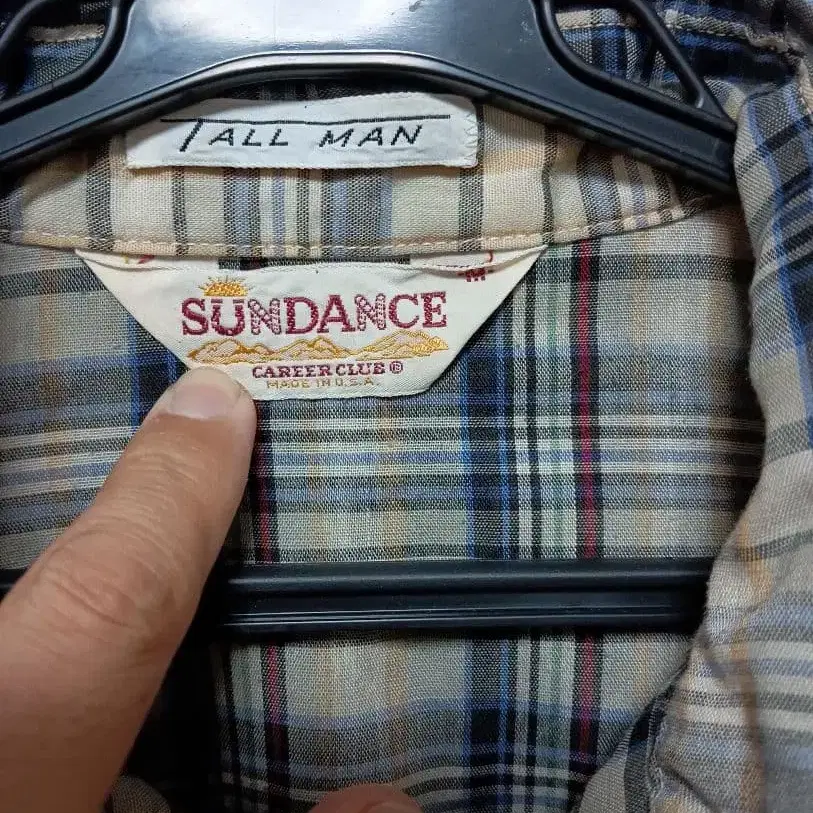 TALL MAN
M
SUNDANCE
CAREER CLUB ®
MADE IN U.S.A.